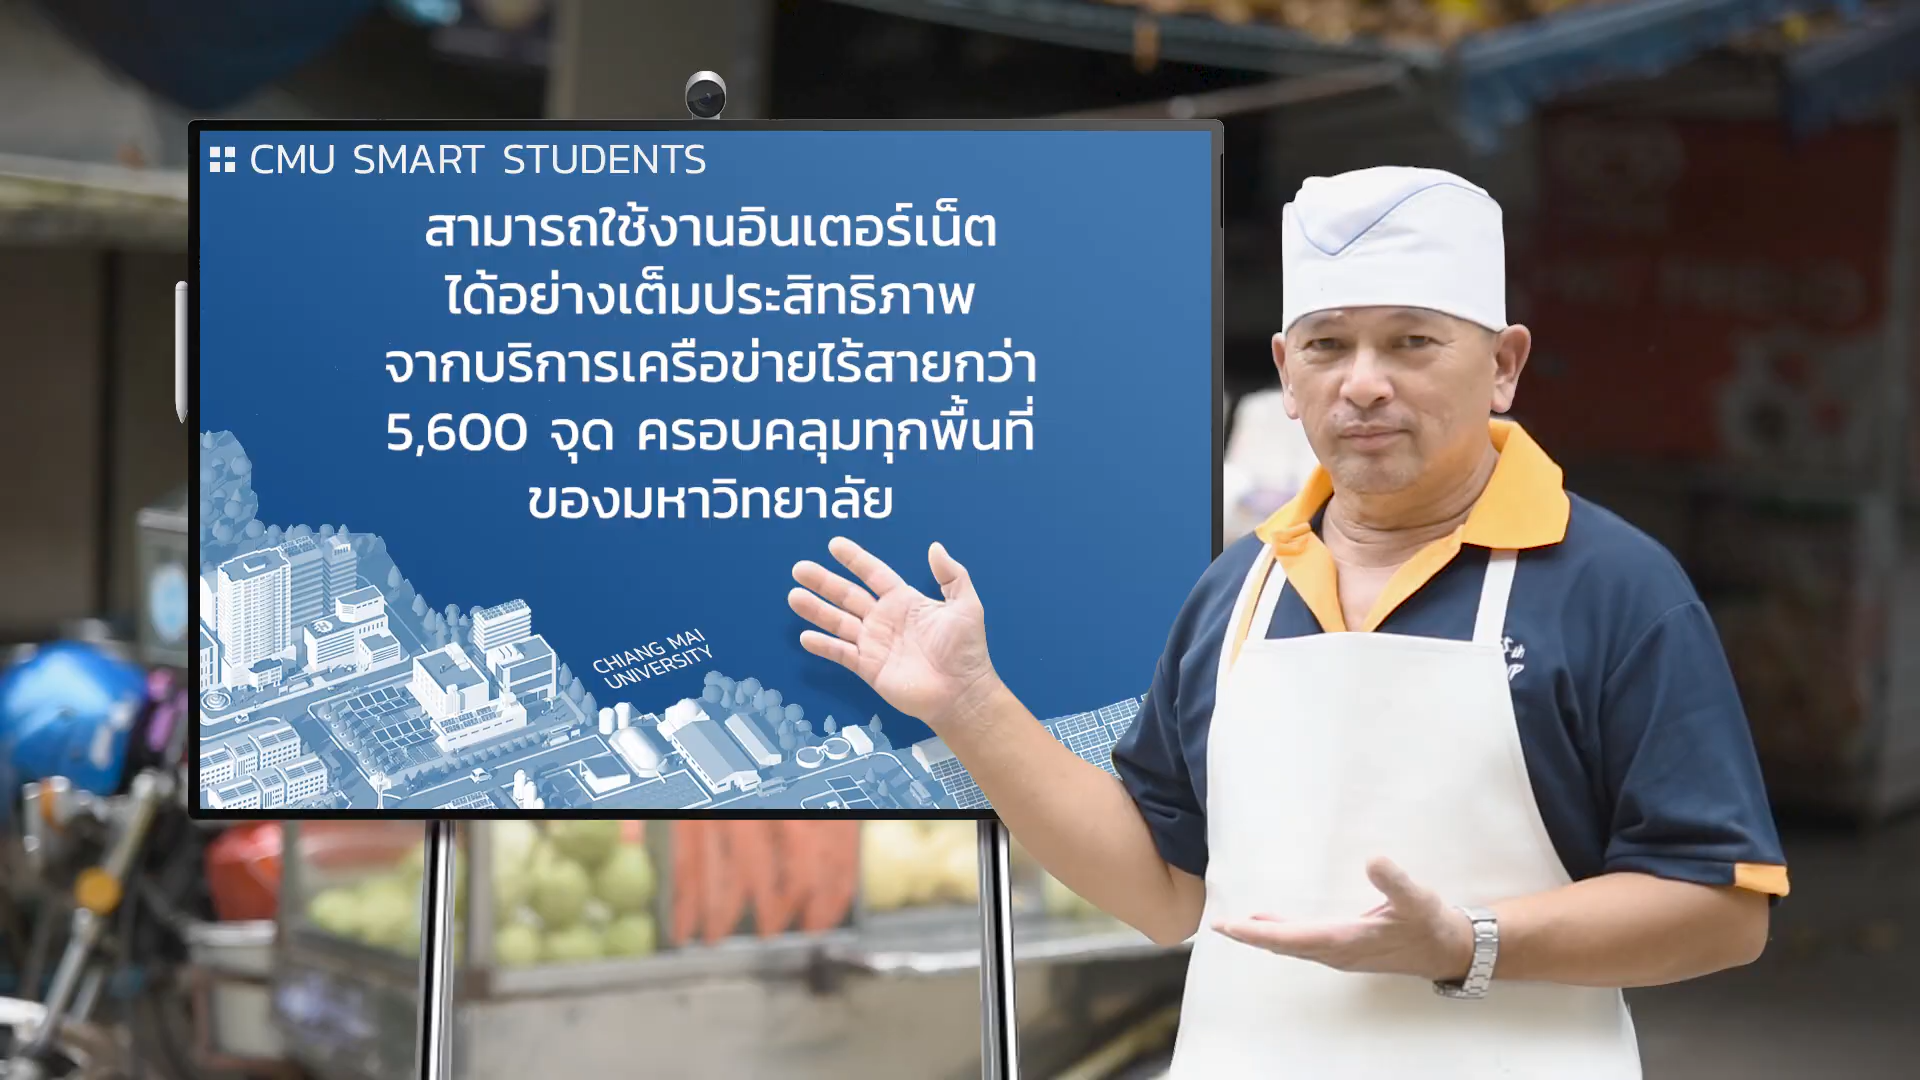 CMU SMART STUDENTS
สามารถใช้งานอินเตอร์เน็ต
ได้อย่างเต็มประสิทธิภาพ
จากบริการเครือข่ายไร้สายกว่า
5,600 จุด ครอบคลุมทุกพื้นที่
ของมหาวิทยาลัย
CHIANG MAI
UNIVERSITY